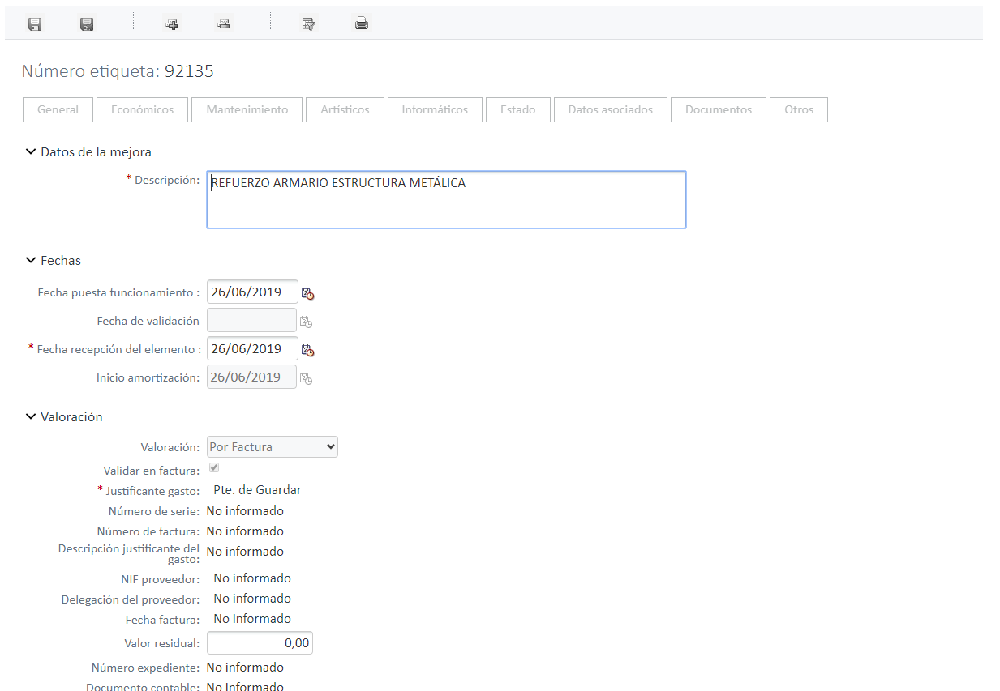 Número etiqueta: 92135
General Económicos Mantenimiento Artísticos Informáticos Estado Datos asociados Documentos Otros
Datos de la mejora
* Descripción: REFUERZO ARMARIO ESTRUCTURA METÁLICA
Fechas
Fecha puesta funcionamiento : 26/06/2019
Fecha de validación
* Fecha recepción del elemento : 26/06/2019
Inicio amortización: 26/06/2019
Valoración
Valoración: Por Factura
Validar en factura:
* Justificante gasto: Pte. de Guardar
Número de serie: No informado
Número de factura: No informado
Descripción justificante del
gasto: No informado
NIF proveedor: No informado
Delegación del proveedor: No informado
Fecha factura: No informado
Valor residual: 0,00
Número expediente: No informado
Documento contable: No informado